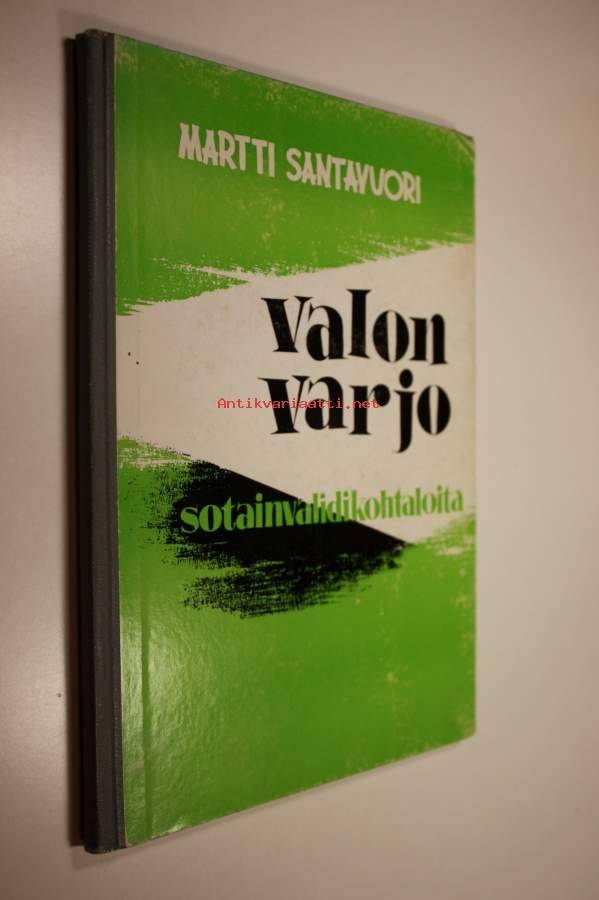 MARTTI SANTAVUORI
valon
varjo
Antikvariaatti.net
sotainvalidikohtaloita